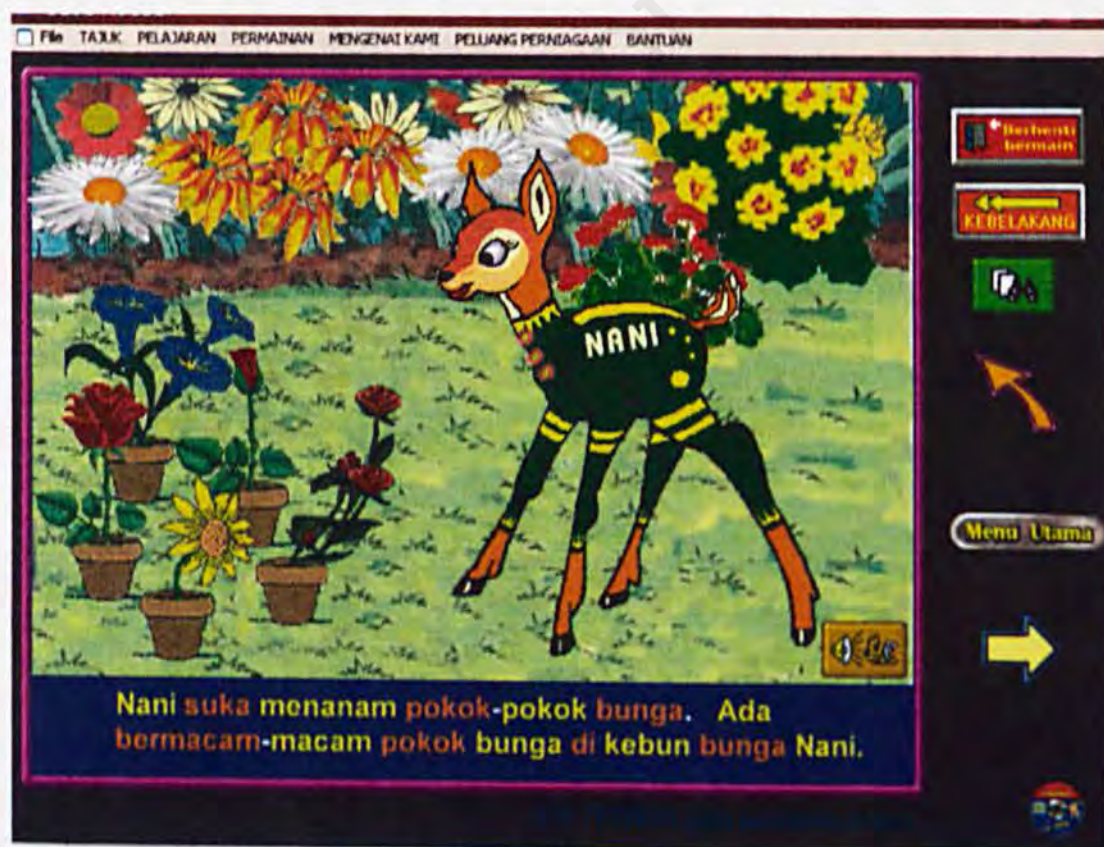 File TAJUK PELAJARAN PERMAINAN MENGENAI KAMI PELUANG PERNIAGAAN BANTUAN
Berhenti
bermain
KEBELAKANG
NANI
Menu Utama
Nani suka menanam pokok-pokok bunga. Ada
bermacam-macam pokok bunga di kebun bunga Nani.